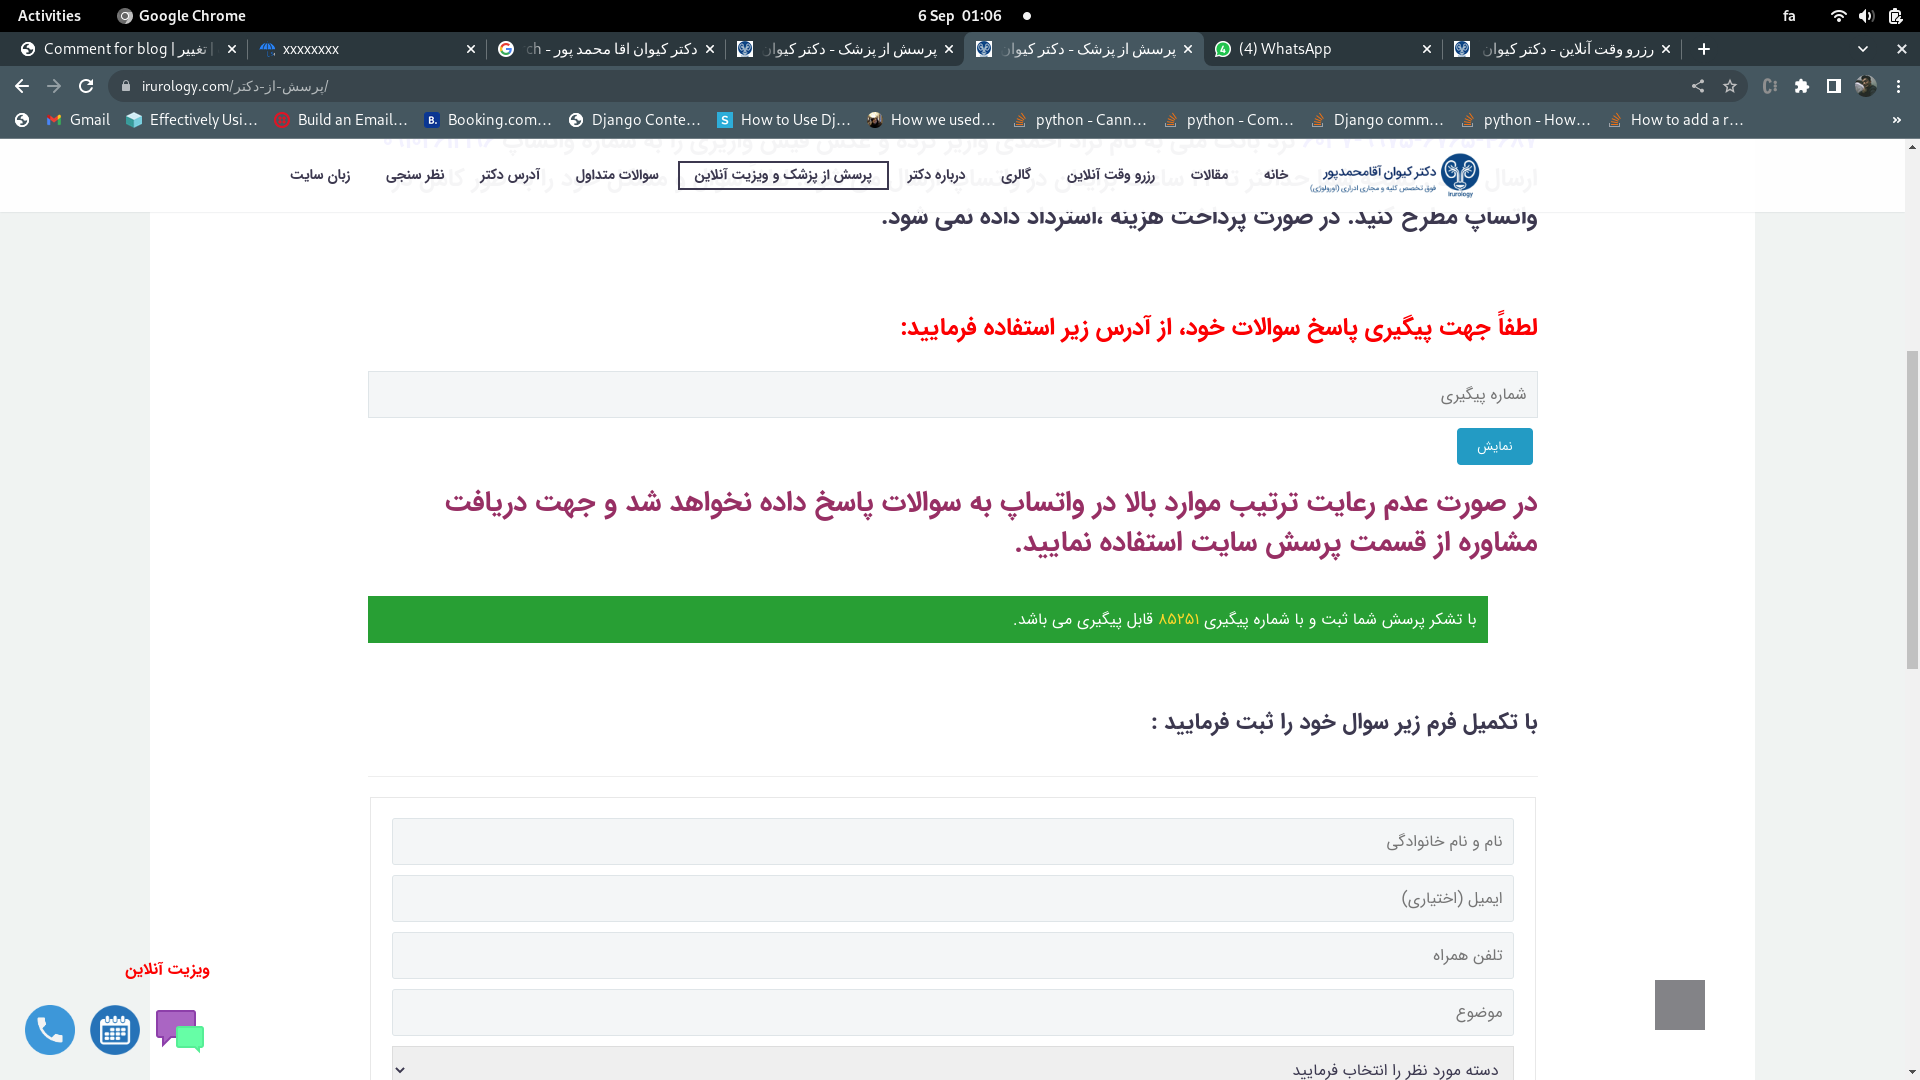 Activities
Google Chrome
6 Sep 01:06
fa
Comment for blog | تغییر |
xxxxxxxx
دکتر کیوان اقا محمد پور - ch
پرسش از پزشک - دکتر کیوان
پرسش از پزشک - دکتر کیوان
(4) WhatsApp
رزرو وقت آنلاین - دکتر کیوان
irurology.com/پرسش-از-دکتر/
Gmail
Effectively Usi...
Build an Email...
Booking.com...
Django Conte...
How to Use Dj...
How we used...
python - Cann...
python - Com...
Django comm...
python - How...
How to add a r...
»
دکتر کیوان آقامحمدپور
فوق تخصص کلیه و مجاری ادراری (اورولوژی)
Irurology
خانه
مقالات
رزرو وقت آنلاین
گالری
درباره دکتر
پرسش از پزشک و ویزیت آنلاین
سوالات متداول
آدرس دکتر
نظر سنجی
زبان سایت
واتساپ مطرح کنید. در صورت پرداخت هزینه ،استرداد داده نمی شود.
لطفاً جهت پیگیری پاسخ سوالات خود، از آدرس زیر استفاده فرمایید:
شماره پیگیری
نمایش
در صورت عدم رعایت ترتیب موارد بالا در واتساپ به سوالات پاسخ داده نخواهد شد و جهت دریافت
مشاوره از قسمت پرسش سایت استفاده نمایید.
با تشکر پرسش شما ثبت و با شماره پیگیری ۸۵۲۵۱ قابل پیگیری می باشد.
با تکمیل فرم زیر سوال خود را ثبت فرمایید :
نام و نام خانوادگی
ایمیل (اختیاری)
تلفن همراه
موضوع
دسته مورد نظر را انتخاب فرمایید
ویزیت آنلاین